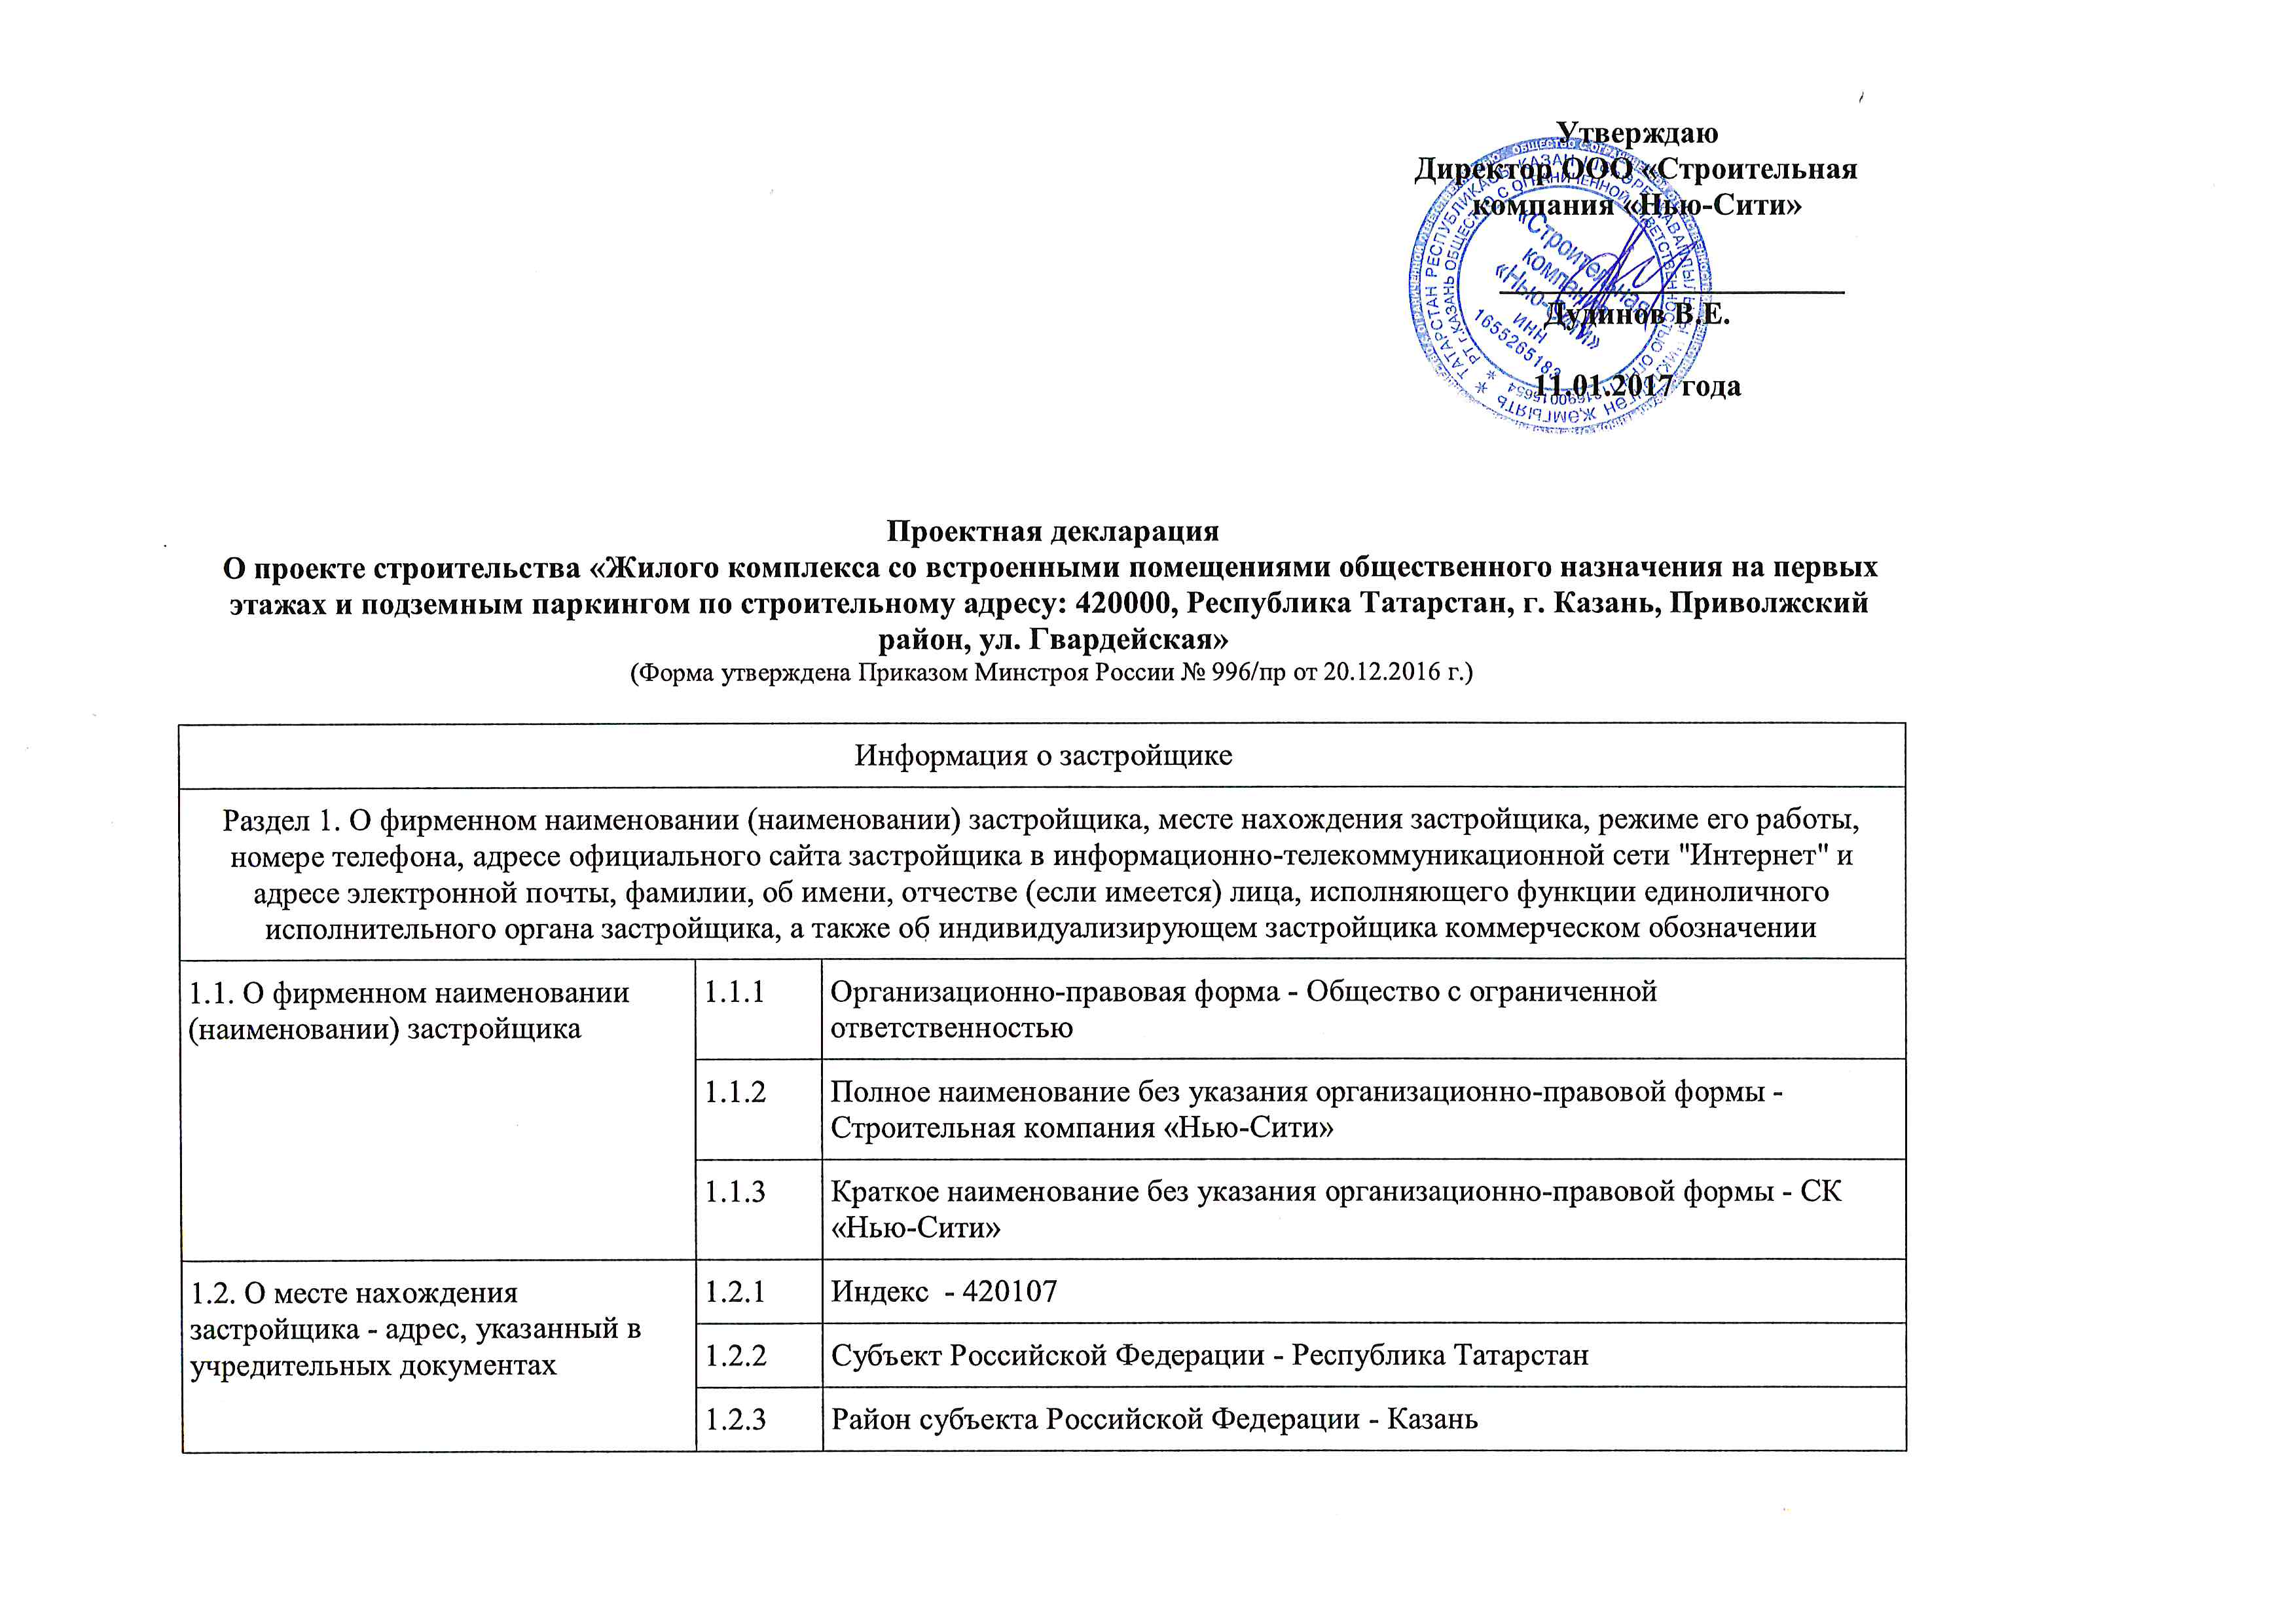 Утверждаю
Директор ООО «Строительная
компания «Нью-Сити»
Дудинов В.Е.
11.01.2017 года
«Строительная
компания
«Нью-Сити»
ИНН
1655265183
Проектная декларация
О проекте строительства «Жилого комплекса со встроенными помещениями общественного назначения на первых
этажах и подземным паркингом по строительному адресу: 420000, Республика Татарстан, г. Казань, Приволжский
район, ул. Гвардейская»
(Форма утверждена Приказом Минстроя России № 996/пр от 20.12.2016 г.)
Информация о застройщике
Раздел 1. О фирменном наименовании (наименовании) застройщика, месте нахождения застройщика, режиме его работы,
номере телефона, адресе официального сайта застройщика в информационно-телекоммуникационной сети "Интернет" и
адресе электронной почты, фамилии, об имени, отчестве (если имеется) лица, исполняющего функции единоличного
исполнительного органа застройщика, а также об индивидуализирующем застройщика коммерческом обозначении
1.1. О фирменном наименовании
(наименовании) застройщика
1.1.1
Организационно-правовая форма - Общество с ограниченной
ответственностью
1.1.2
Полное наименование без указания организационно-правовой формы -
Строительная компания «Нью-Сити»
1.1.3
Краткое наименование без указания организационно-правовой формы - СК
«Нью-Сити»
1.2. О месте нахождения
застройщика - адрес, указанный в
учредительных документах
1.2.1
Индекс - 420107
1.2.2
Субъект Российской Федерации - Республика Татарстан
1.2.3
Район субъекта Российской Федерации - Казань